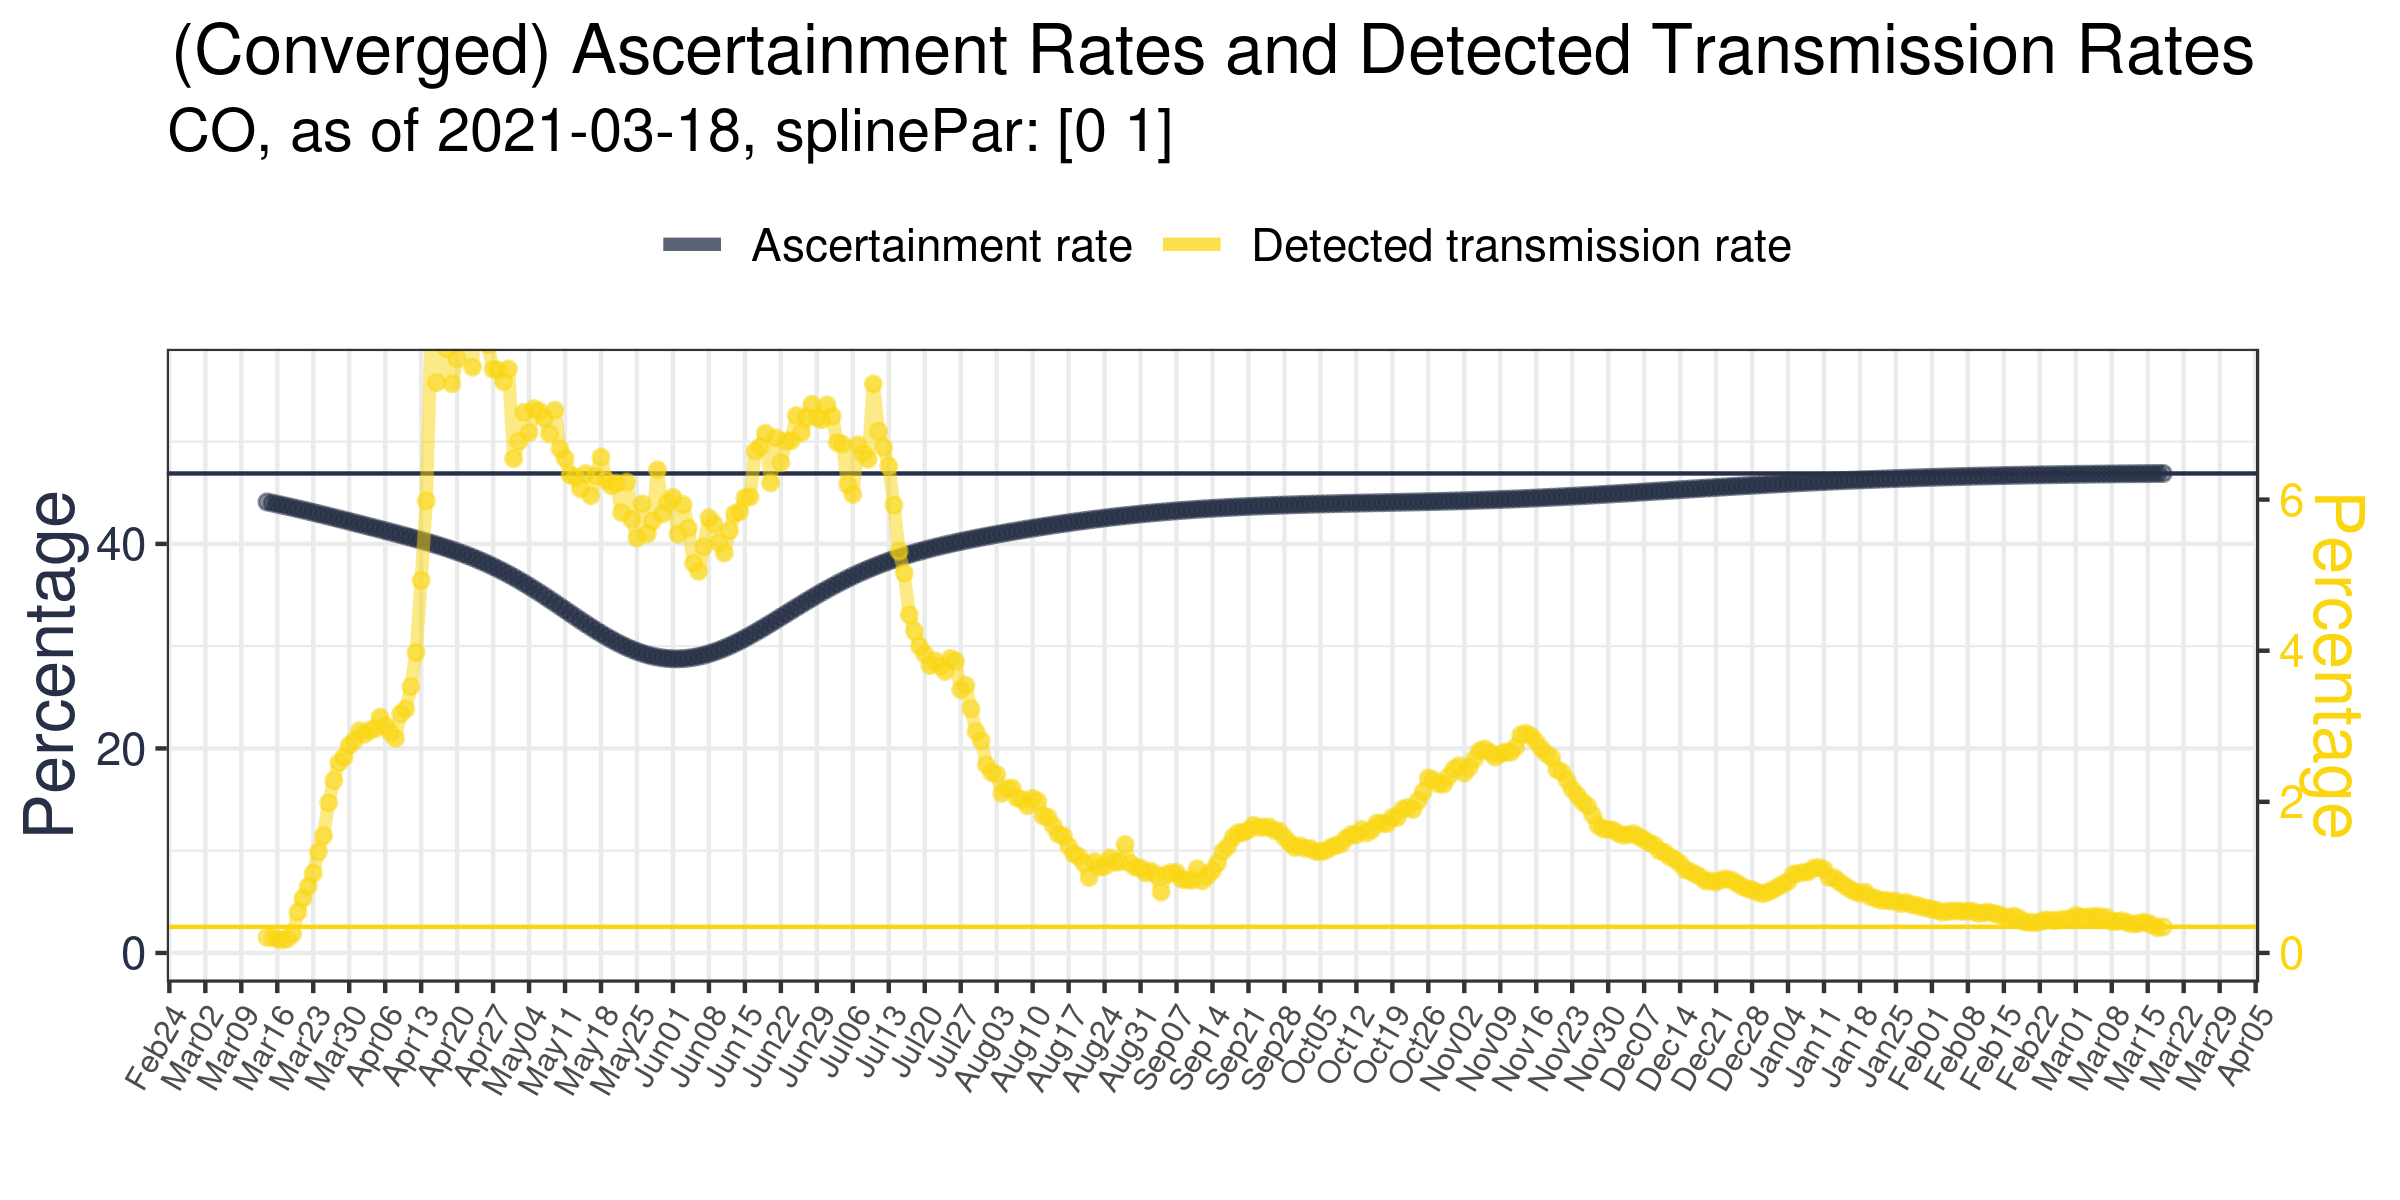 (Converged) Ascertainment Rates and Detected Transmission Rates
CO, as of 2021-03-18, splinePar: [0 1]
Ascertainment rate
Detected transmission rate
Percentage
40
20
0
6
4
2
0
Percentage
Feb24
Mar02
Mar09
Mar16
Mar23
Mar30
Apr06
Apr13
Apr20
Apr27
May04
May11
May18
May25
Jun01
Jun08
Jun15
Jun22
Jun29
Jul06
Jul13
Jul20
Jul27
Aug03
Aug10
Aug17
Aug24
Aug31
Sep07
Sep14
Sep21
Sep28
Oct05
Oct12
Oct19
Oct26
Nov02
Nov09
Nov16
Nov23
Nov30
Dec07
Dec14
Dec21
Dec28
Jan04
Jan11
Jan18
Jan25
Feb01
Feb08
Feb15
Feb22
Mar01
Mar08
Mar15
Mar22
Mar29
Apr05